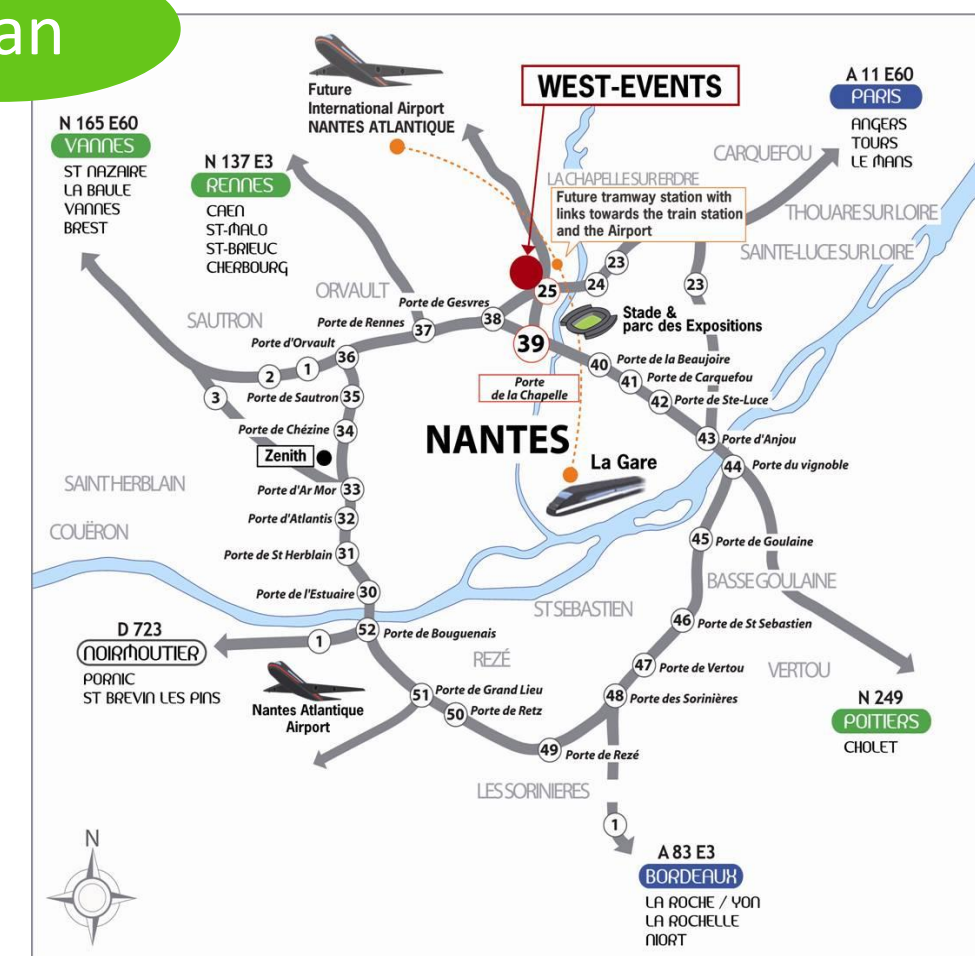 an
WEST-EVENTS
Future
International Airport
NANTES ATLANTIQUE
A 11 E60
PARIS
ANGERS
TOURS
LE MANS
N 165 E60
VANNES
ST NAZAIRE
LA BAULE
VANNES
BREST
N 137 E3
RENNES
CAEN
ST-MALO
ST-BRIEUC
CHERBOURG
CARQUEFOU
LA CHAPELLE SUR ERDRE
Future tramway station with
links towards the train station
and the Airport
THOUARE SUR LOIRE
SAINTE-LUCE SUR LOIRE
ORVAULT
SAUTRON
23
24
25
23
Porte de Gesvres
38
Porte de Rennes
37
Stade &
parc des Expositions
Porte d'Orvault
36
39
1
2
3
40
Porte de la Beaujoire
41
Porte de Carquefou
42
Porte de Ste-Luce
Porte
de la Chapelle
Porte de Sautron
35
Porte de Chézine
34
NANTES
43
Porte d'Anjou
Zenith
La Gare
44
Porte du vignoble
SAINT HERBLAIN
Porte d'Ar Mor
33
Porte d'Atlantis
32
COUËRON
Porte de St Herblain
31
45
Porte de Goulaine
BASSE GOULAINE
Porte de l'Estuaire
30
ST SEBASTIEN
46
Porte de St Sebastien
D 723
NOIRMOUTIER
PORNIC
ST BREVIN LES PINS
1
52
Porte de Bouguenais
REZÉ
47
Porte de Vertou
VERTOU
Nantes Atlantique
Airport
51
Porte de Grand Lieu
50
Porte de Retz
48
Porte des Sorinières
N 249
POITIERS
CHOLET
49
Porte de Rezé
LES SORINIERES
1
N
A 83 E3
BORDEAUX
LA ROCHE / YON
LA ROCHELLE
NIORT